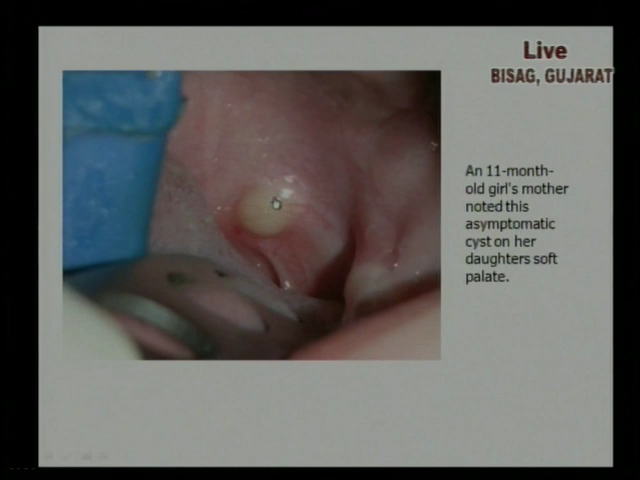 Live
BISAG, GUJARAT
An 11-month-
old girl's mother
noted this
asymptomatic
cyst on her
daughters soft
palate.